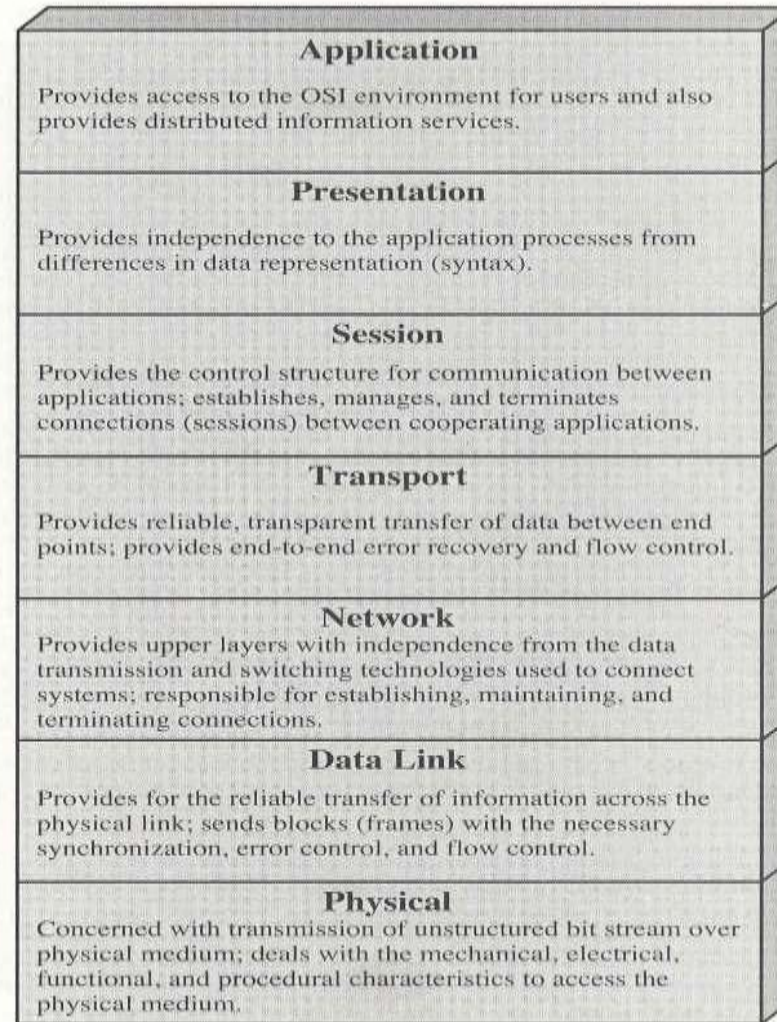 Application
Provides access to the OSI environment for users and also
provides distributed information services.
Presentation
Provides independence to the application processes from
differences in data representation (syntax).
Session
Provides the control structure for communication between
applications; establishes, manages, and terminates
connections (sessions) between cooperating applications.
Transport
Provides reliable, transparent transfer of data between end
points; provides end-to-end error recovery and flow control.
Network
Provides upper layers with independence from the data
transmission and switching technologies used to connect
systems; responsible for establishing, maintaining, and
terminating connections.
Data Link
Provides for the reliable transfer of information across the
physical link; sends blocks (frames) with the necessary
synchronization, error control, and flow control.
Physical
Concerned with transmission of unstructured bit stream over
physical medium; deals with the mechanical, electrical,
functional, and procedural characteristics to access the
physical medium.